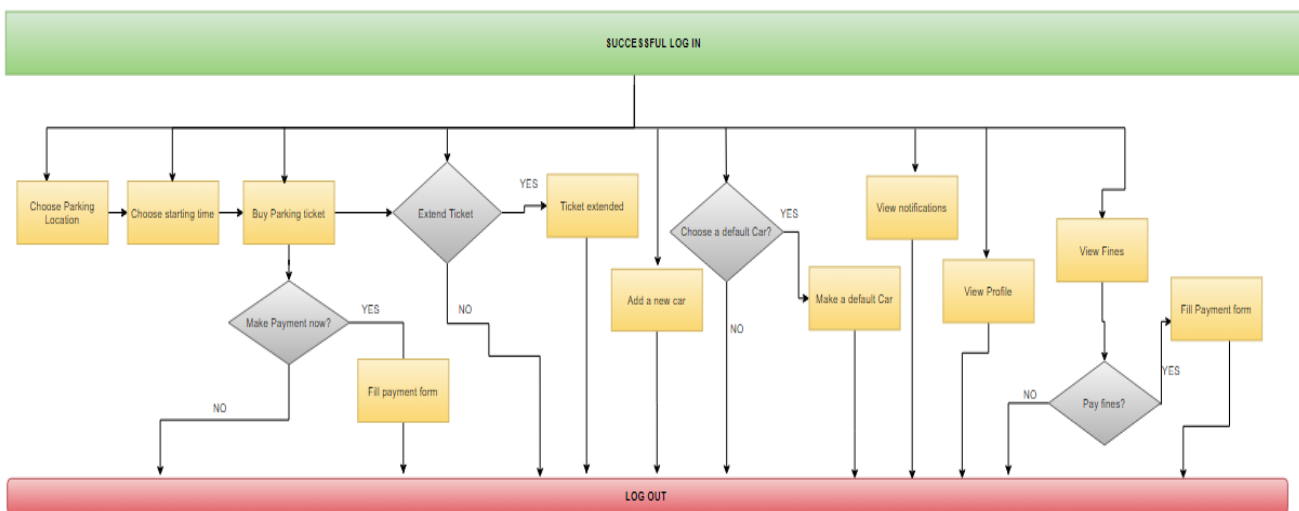 SUCCESSFUL LOG IN
Choose Parking
Location
Choose starting time
Buy Parking ticket
Extend Ticket
YES
Ticket extended
NO
Make Payment now?
YES
Fill payment form
NO
Add a new car
Choose a default Car?
YES
Make a default Car
NO
View notifications
View Profile
View Fines
Pay fines?
NO
YES
Fill Payment form
LOG OUT